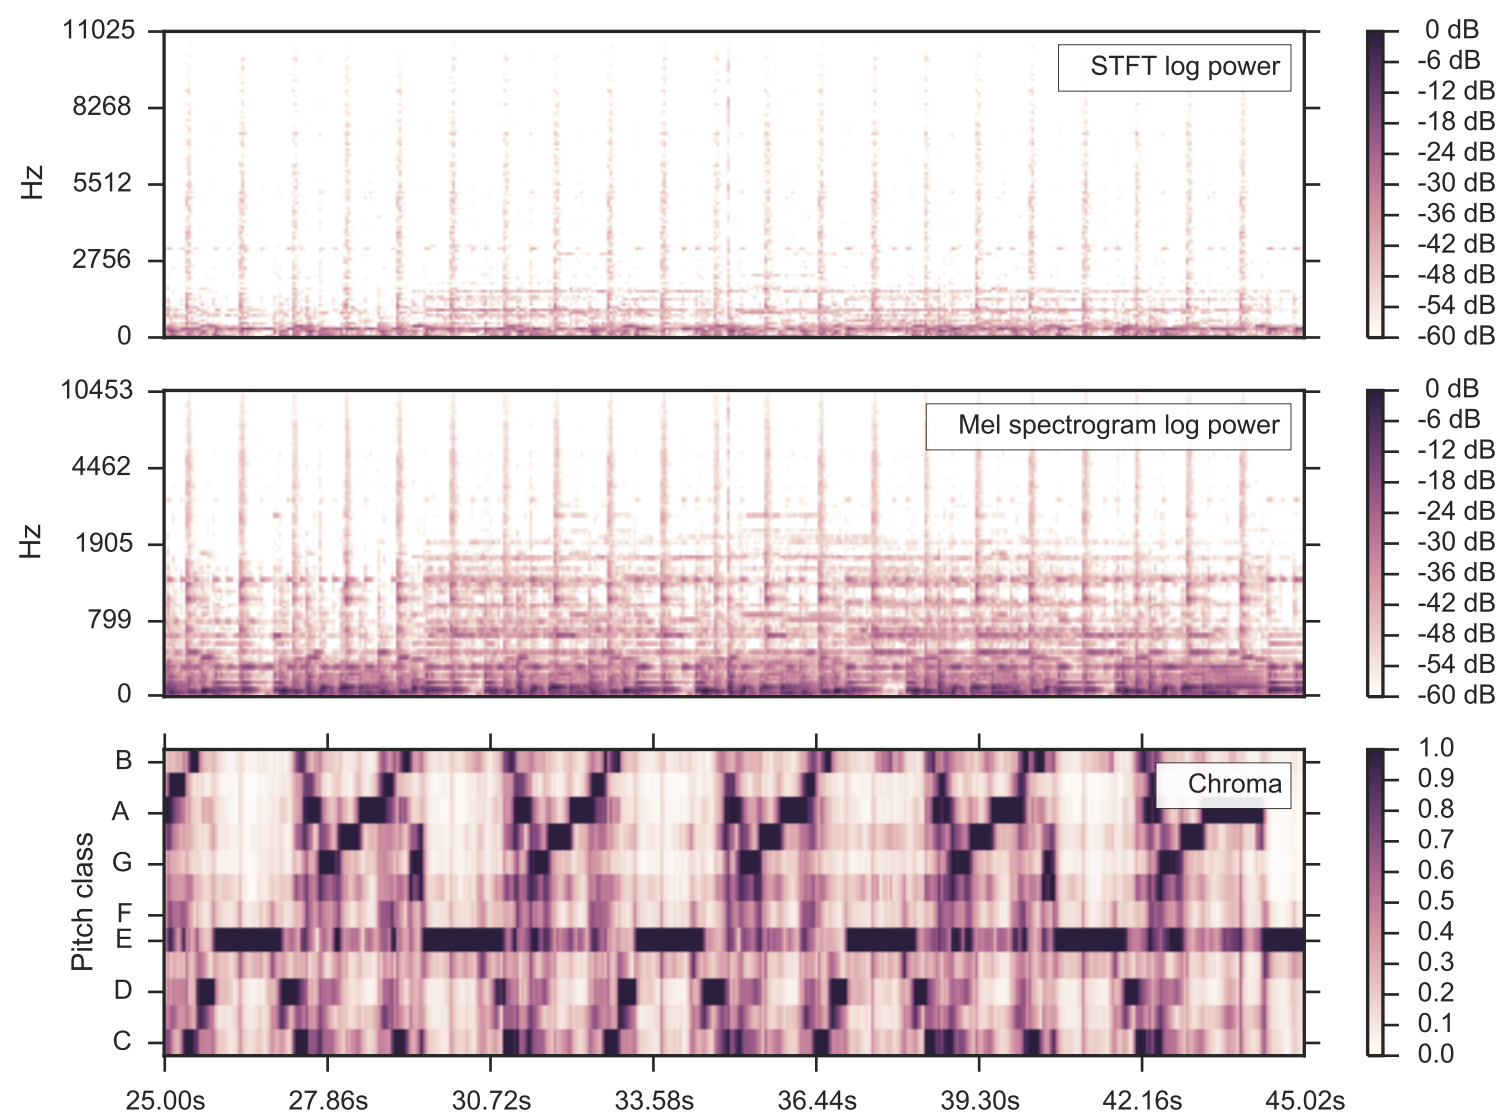 11025
8268
5512
2756
0
Hz
STFT log power
0 dB
-6 dB
-12 dB
-18 dB
-24 dB
-30 dB
-36 dB
-42 dB
-48 dB
-54 dB
-60 dB
10453
4462
1905
799
0
Hz
Mel spectrogram log power
0 dB
-6 dB
-12 dB
-18 dB
-24 dB
-30 dB
-36 dB
-42 dB
-48 dB
-54 dB
-60 dB
B
A
G
F
E
D
C
Pitch class
Chroma
1.0
0.9
0.8
0.7
0.6
0.5
0.4
0.3
0.2
0.1
0.0
25.00s 27.86s 30.72s 33.58s 36.44s 39.30s 42.16s 45.02s